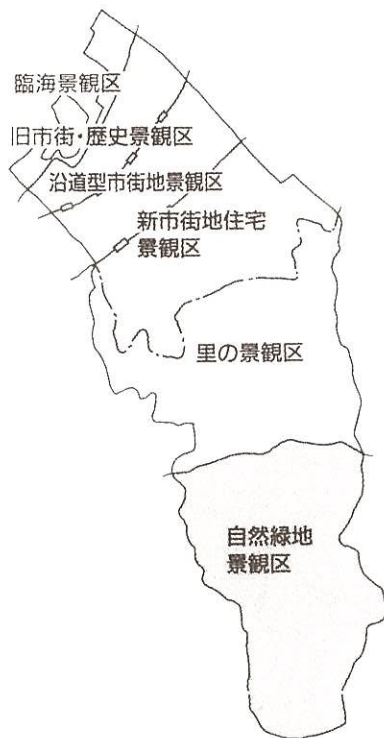 臨海景観区
旧市街・歴史景観区
沿道型市街地景観区
新市街地住宅
景観区
里の景観区
自然緑地
景観区